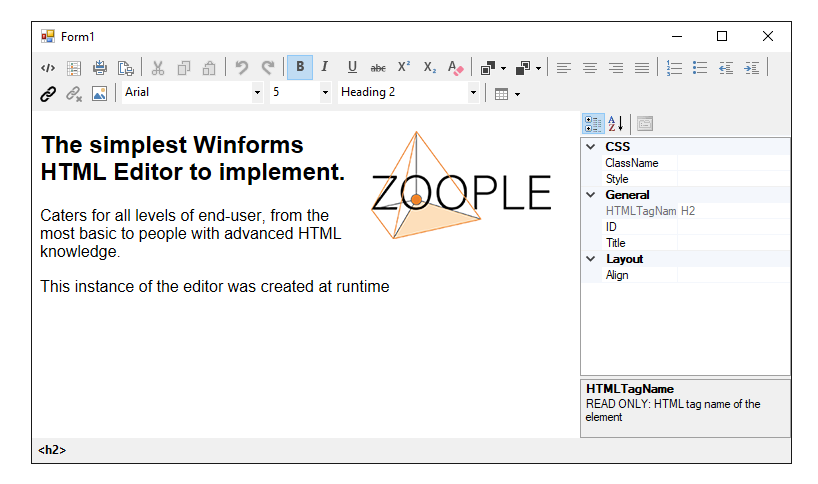 Form1
B I U abc X² X₂ A
Arial 5 Heading 2
The simplest Winforms
HTML Editor to implement.
ZOOPLE
Caters for all levels of end-user, from the
most basic to people with advanced HTML
knowledge.
This instance of the editor was created at runtime
A
Z
CSS
ClassName
Style
General
HTMLTagNam H2
ID
Title
Layout
Align
HTMLTagName
READ ONLY: HTML tag name of the
element
<h2>